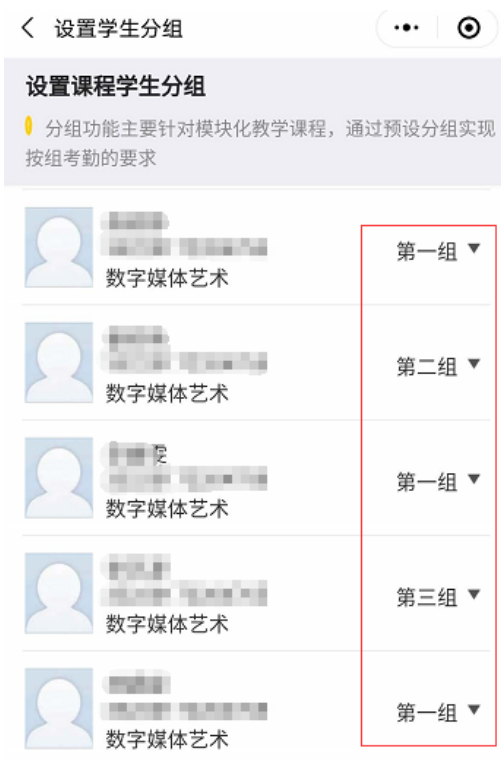 设置学生分组
设置课程学生分组
分组功能主要针对模块化教学课程，通过预设分组实现
按组考勤的要求
第一组
数字媒体艺术
第二组
数字媒体艺术
雯
第一组
数字媒体艺术
第三组
数字媒体艺术
第一组
数字媒体艺术